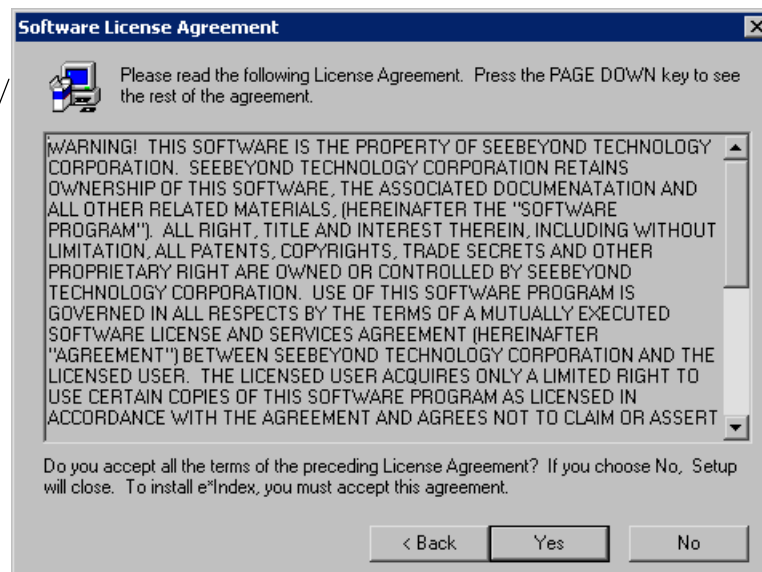 Software License Agreement
Please read the following License Agreement. Press the PAGE DOWN key to see
the rest of the agreement.
WARNING! THIS SOFTWARE IS THE PROPERTY OF SEEBEYOND TECHNOLOGY
CORPORATION. SEEBEYOND TECHNOLOGY CORPORATION RETAINS
OWNERSHIP OF THIS SOFTWARE, THE ASSOCIATED DOCUMENATATION AND
ALL OTHER RELATED MATERIALS, (HEREINAFTER THE "SOFTWARE
PROGRAM"). ALL RIGHT, TITLE AND INTEREST THEREIN, INCLUDING WITHOUT
LIMITATION, ALL PATENTS, COPYRIGHTS, TRADE SECRETS AND OTHER
PROPRIETARY RIGHT ARE OWNED OR CONTROLLED BY SEEBEYOND
TECHNOLOGY CORPORATION. USE OF THIS SOFTWARE PROGRAM IS
GOVERNED IN ALL RESPECTS BY THE TERMS OF A MUTUALLY EXECUTED
SOFTWARE LICENSE AND SERVICES AGREEMENT (HEREINAFTER
"AGREEMENT") BETWEEN SEEBEYOND TECHNOLOGY CORPORATION AND THE
LICENSED USER. THE LICENSED USER ACQUIRES ONLY A LIMITED RIGHT TO
USE CERTAIN COPIES OF THIS SOFTWARE PROGRAM AS LICENSED IN
ACCORDANCE WITH THE AGREEMENT AND AGREES NOT TO CLAIM OR ASSERT
Do you accept all the terms of the preceding License Agreement? If you choose No, Setup
will close. To install e*Index, you must accept this agreement.
< Back Yes No